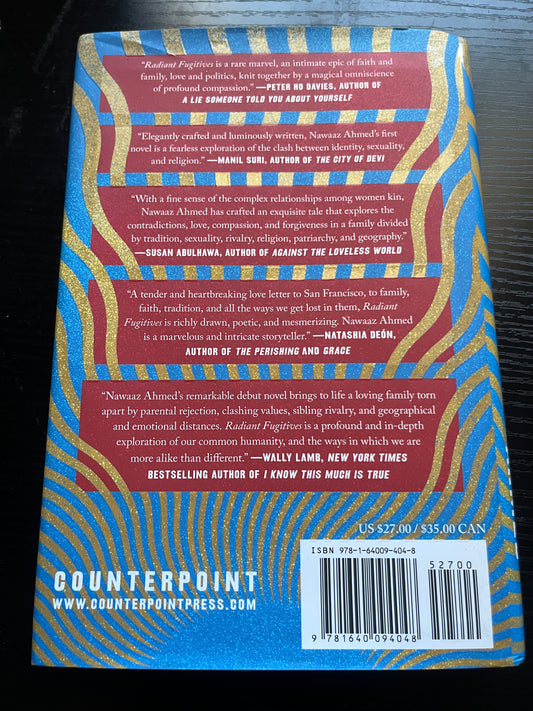 “Radiant Fugitives is a rare marvel, an intimate epic of faith and
family, love and politics, knit together by a magical omniscience
of profound compassion.” —PETER HO DAVIES, AUTHOR OF
A LIE SOMEONE TOLD YOU ABOUT YOURSELF
“Elegantly crafted and luminously written, Nawaaz Ahmed’s first
novel is a fearless exploration of the clash between identity, sexuality,
and religion.” —MANIL SURI, AUTHOR OF THE CITY OF DEVI
“With a fine sense of the complex relationships among women kin,
Nawaaz Ahmed has crafted an exquisite tale that explores the
contradictions, love, compassion, and forgiveness in a family divided
by tradition, sexuality, rivalry, religion, patriarchy, and geography.”
—SUSAN ABULHAWA, AUTHOR OF AGAINST THE LOVELESS WORLD
“A tender and heartbreaking love letter to San Francisco, to family,
faith, tradition, and all the ways we get lost in them, Radiant
Fugitives is richly drawn, poetic, and mesmerizing. Nawaaz Ahmed
is a marvelous and intricate storyteller.” —NATASHIA DEÓN,
AUTHOR OF THE PERISHING AND GRACE
“Nawaaz Ahmed’s remarkable debut novel brings to life a loving family torn
apart by parental rejection, clashing values, sibling rivalry, and geographical
and emotional distances. Radiant Fugitives is a profound and in-depth
exploration of our common humanity, and the ways in which we are
more alike than different.” —WALLY LAMB, NEW YORK TIMES
BESTSELLING AUTHOR OF I KNOW THIS MUCH IS TRUE
US $27.00 / $35.00 CAN
ISBN 978-1-64009-404-8
52700
9 781640 094048
COUNTERPOINT
WWW.COUNTERPOINTPRESS.COM